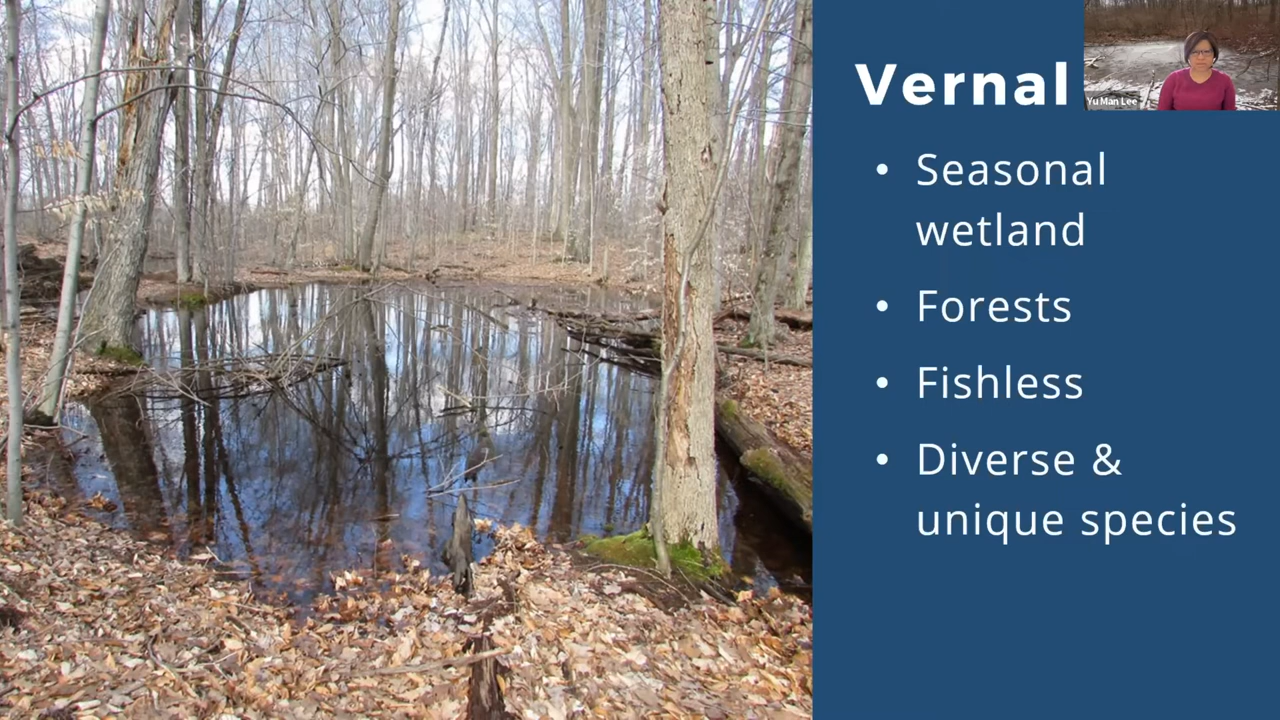 Vernal
Yu Man Lee
• Seasonal
wetland
• Forests
• Fishless
• Diverse &
unique species